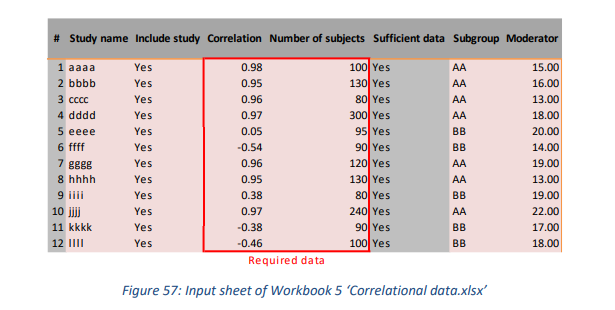 # Study name Include study Correlation Number of subjects Sufficient data Subgroup Moderator
1 aaaa Yes 0.98 100 Yes AA 15.00
2 bbbb Yes 0.95 130 Yes AA 16.00
3 cccc Yes 0.96 80 Yes AA 13.00
4 dddd Yes 0.97 300 Yes AA 18.00
5 eeee Yes 0.05 95 Yes BB 20.00
6 ffff Yes -0.54 90 Yes BB 14.00
7 gggg Yes 0.96 120 Yes AA 19.00
8 hhhh Yes 0.95 130 Yes AA 13.00
9 iiii Yes 0.38 80 Yes BB 19.00
10 jjjj Yes 0.97 240 Yes AA 22.00
11 kkkk Yes -0.38 90 Yes BB 17.00
12 llll Yes -0.46 100 Yes BB 18.00
Required data
Figure 57: Input sheet of Workbook 5 ‘Correlational data.xlsx’